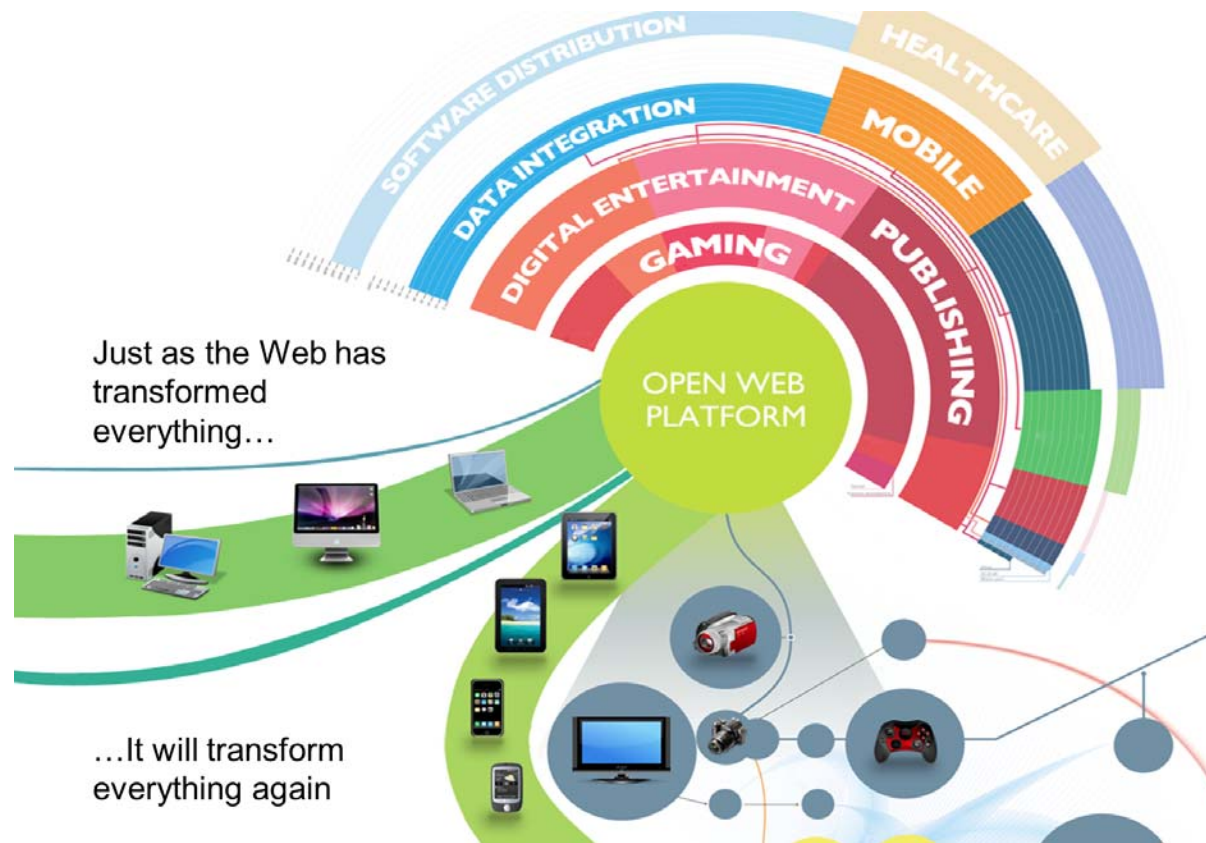 SOFTWARE DISTRIBUTION
HEALTHCARE
DATA INTEGRATION
MOBILE
DIGITAL ENTERTAINMENT
PUBLISHING
GAMING
OPEN WEB
PLATFORM
Just as the Web has
transformed
everything…
…It will transform
everything again